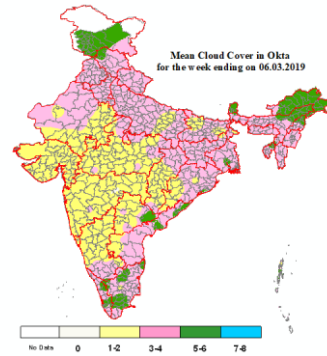 Mean Cloud Cover in Okta
for the week ending on 06.03.2019
No Data 0 1-2 3-4 5-6 7-8